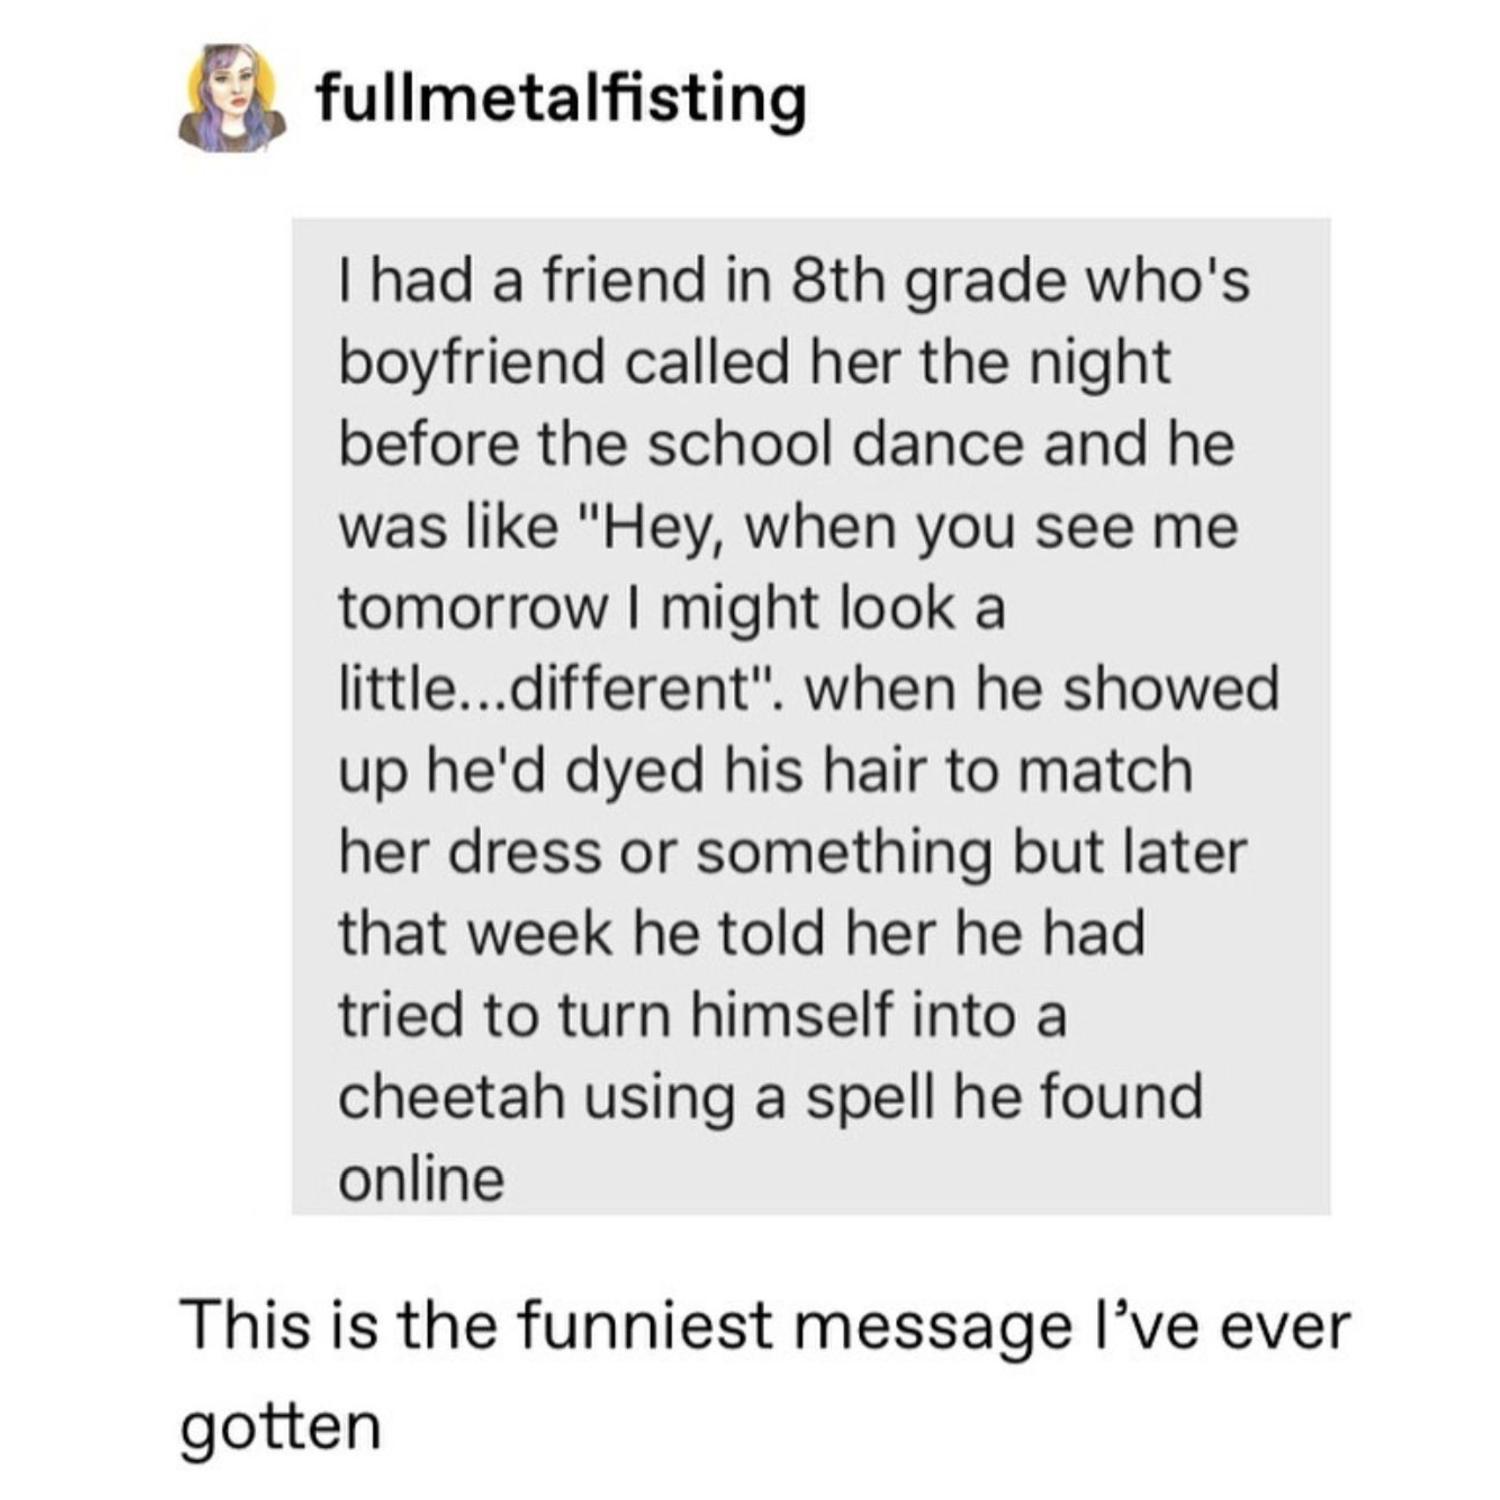 fullmetalfisting
I had a friend in 8th grade who's
boyfriend called her the night
before the school dance and he
was like "Hey, when you see me
tomorrow I might look a
little...different". when he showed
up he'd dyed his hair to match
her dress or something but later
that week he told her he had
tried to turn himself into a
cheetah using a spell he found
online
This is the funniest message I’ve ever
gotten